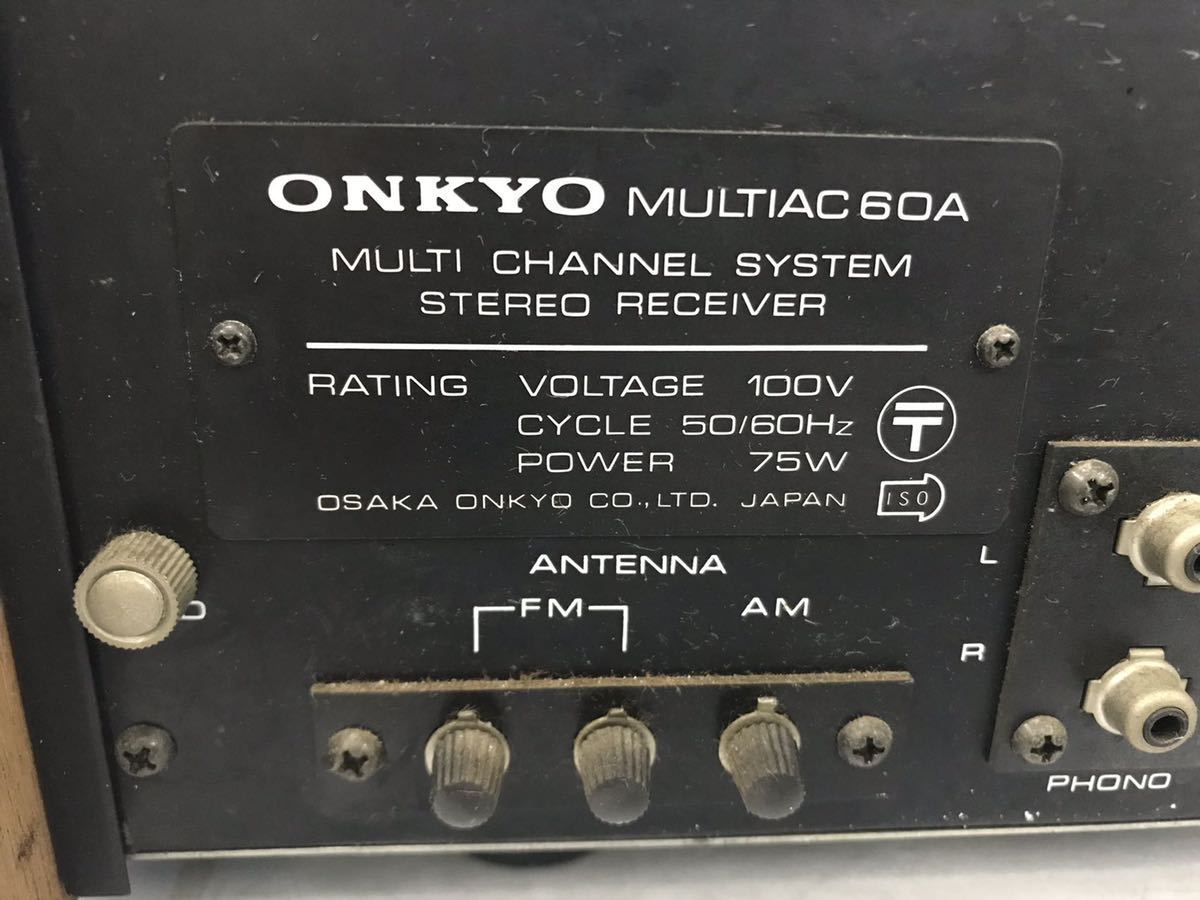 ONKYO MULTIAC 60A
MULTI CHANNEL SYSTEM
STEREO RECEIVER
RATING VOLTAGE 100V
CYCLE 50/60Hz
POWER 75W
〒
OSAKA ONKYO CO.,LTD. JAPAN
ISO
ANTENNA
FM AM
L
R
PHONO